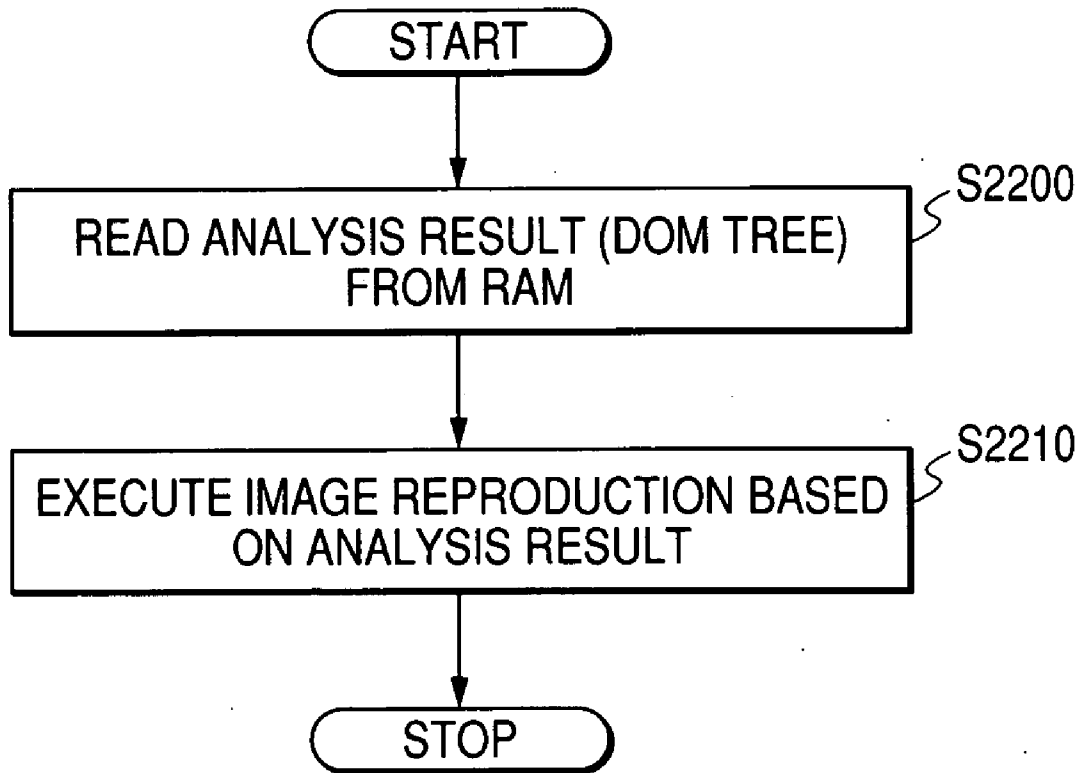 START
S2200
READ ANALYSIS RESULT (DOM TREE)
FROM RAM
S2210
EXECUTE IMAGE REPRODUCTION BASED
ON ANALYSIS RESULT
STOP